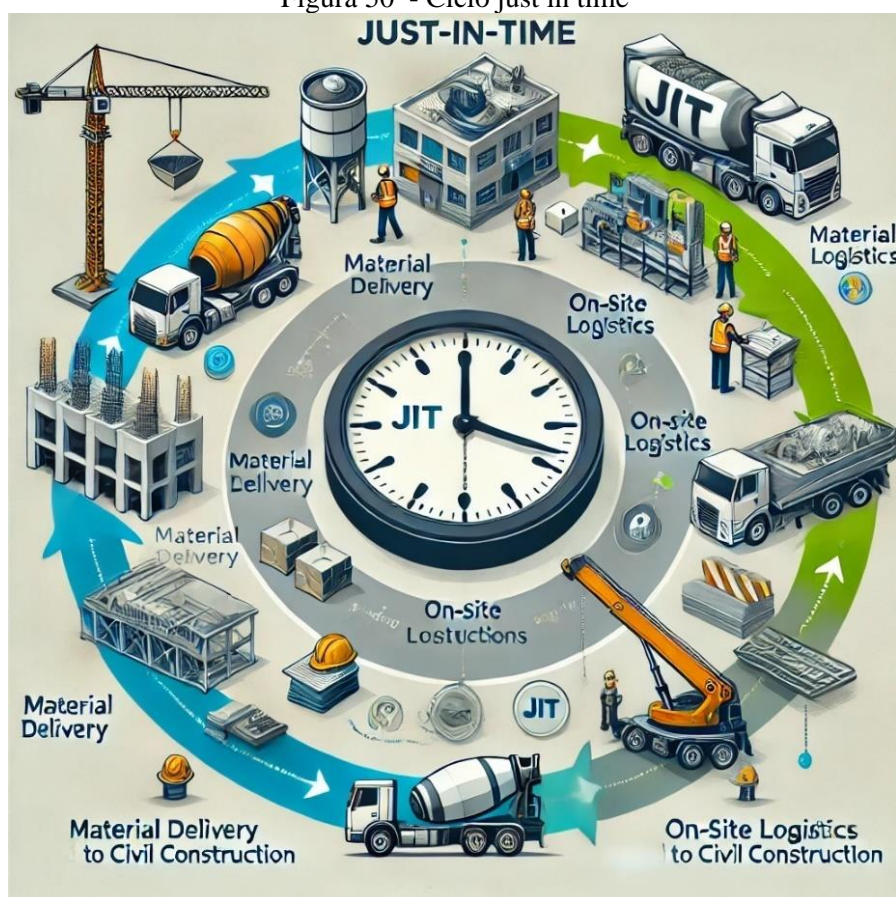 Figura 30 - Ciclo just in time
JUST-IN-TIME
JIT
Material
Logistics
Material
Delivery
On-Site
Logistics
JIT
On-site
Logistics
Material
Delivery
Material
Delivery
On-site
Lostuctions
JIT
Material
Delivery
Material Delivery
to Civil Construction
On-Site Logistics
to Civil Construction